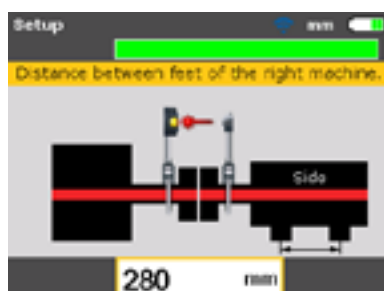 Setup mm
Distance between feet of the right machine.
Side
280 mm